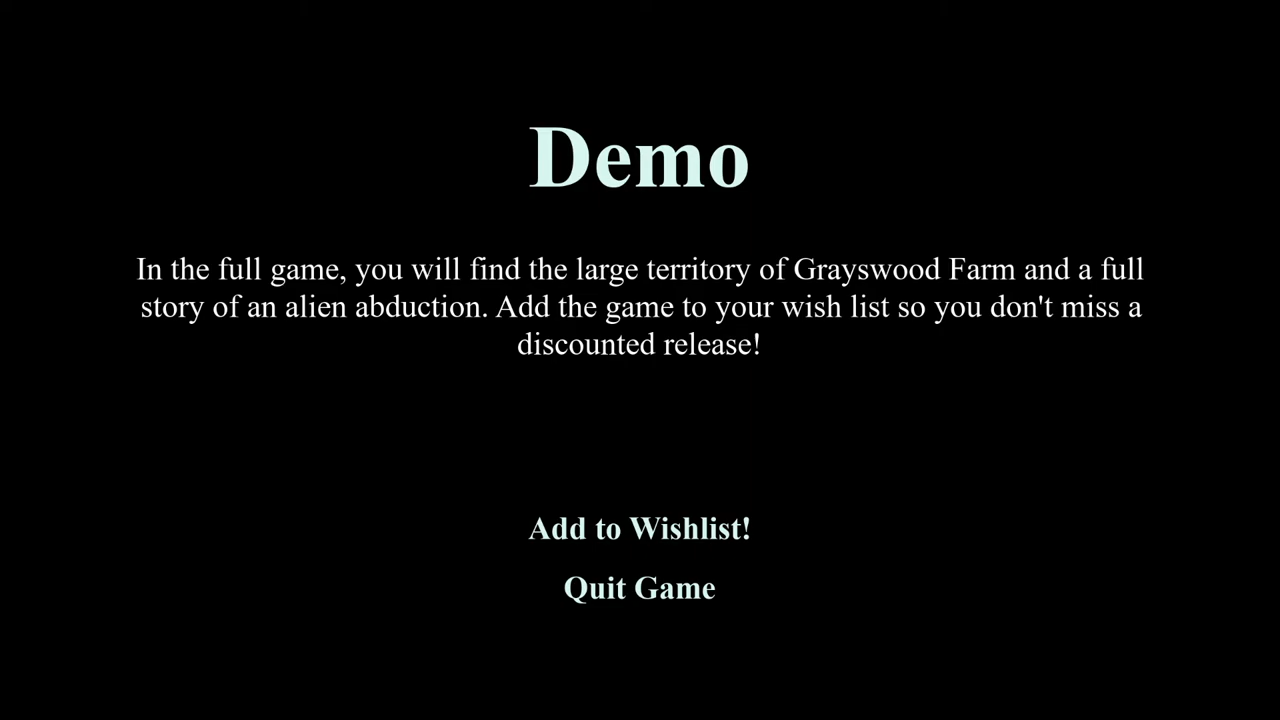 Demo
In the full game, you will find the large territory of Grayswood Farm and a full
story of an alien abduction. Add the game to your wish list so you don't miss a
discounted release!
Add to Wishlist!
Quit Game